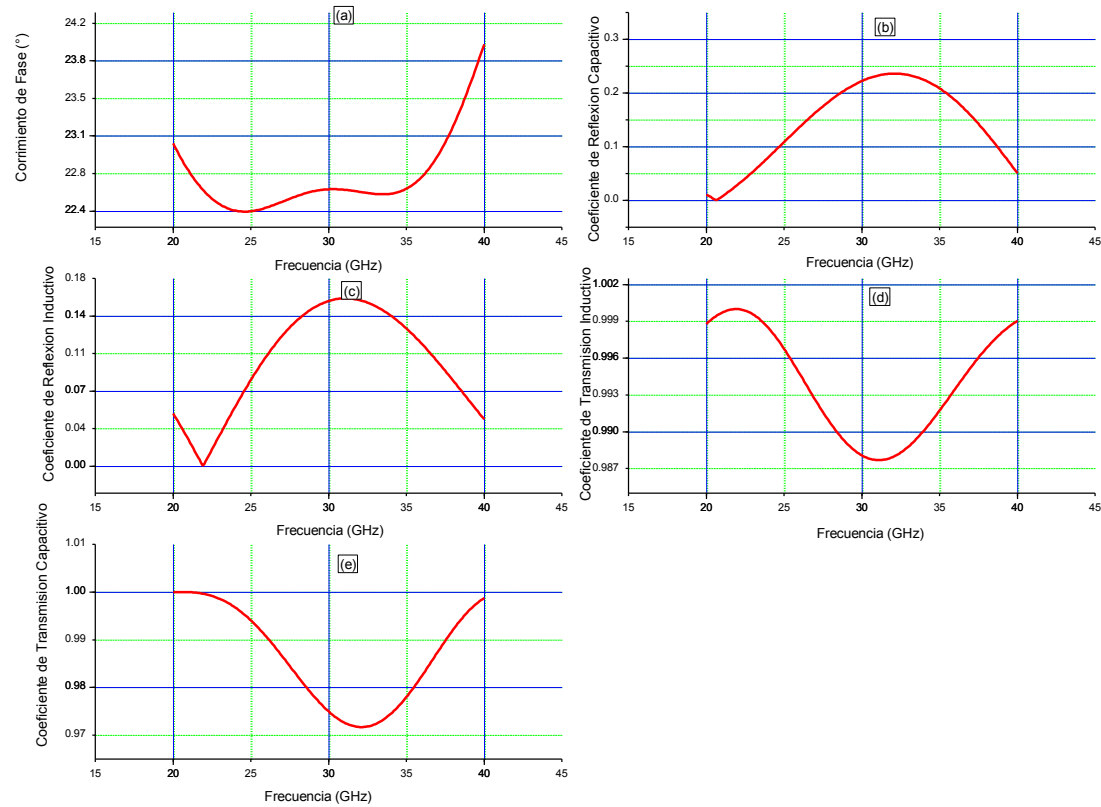 (a)
Corrimiento de Fase (°)
24.2
23.8
23.5
23.1
22.8
22.4
15 20 25 30 35 40 45
Frecuencia (GHz)
(b)
Coeficiente de Reflexion Capacitivo
0.3
0.2
0.1
0.0
15 20 25 30 35 40 45
Frecuencia (GHz)
(c)
Coeficiente de Reflexion Inductivo
0.18
0.14
0.11
0.07
0.04
0.00
15 20 25 30 35 40 45
Frecuencia (GHz)
(d)
Coeficiente de Transmision Inductivo
1.002
0.999
0.996
0.993
0.990
0.987
15 20 25 30 35 40 45
Frecuencia (GHz)
(e)
Coeficiente de Transmision Capacitivo
1.01
1.00
0.99
0.98
0.97
15 20 25 30 35 40 45
Frecuencia (GHz)